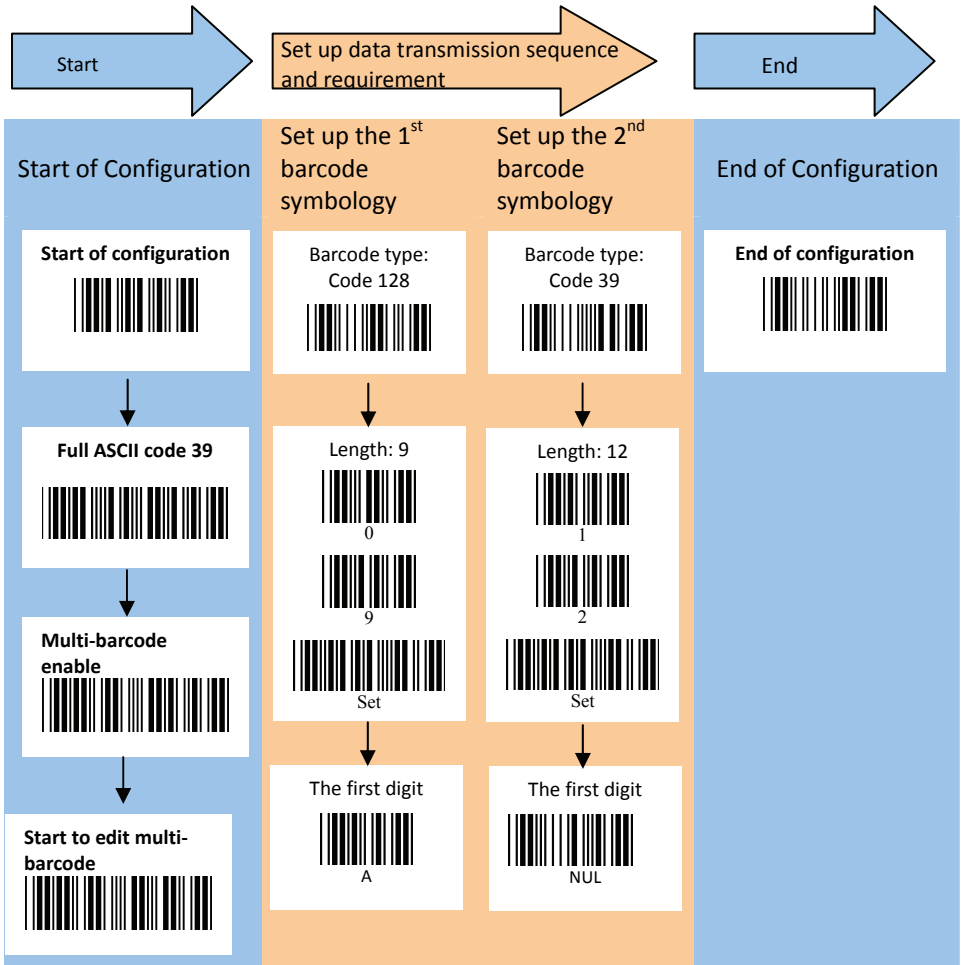 Start
Set up data transmission sequence
and requirement
End
Start of Configuration
Set up the 1st
barcode
symbology
Set up the 2nd
barcode
symbology
End of Configuration
Start of configuration
Full ASCII code 39
Multi-barcode
enable
Start to edit multi-
barcode
Barcode type:
Code 128
Length: 9
0
9
Set
The first digit
A
Barcode type:
Code 39
Length: 12
1
2
Set
The first digit
NUL
End of configuration